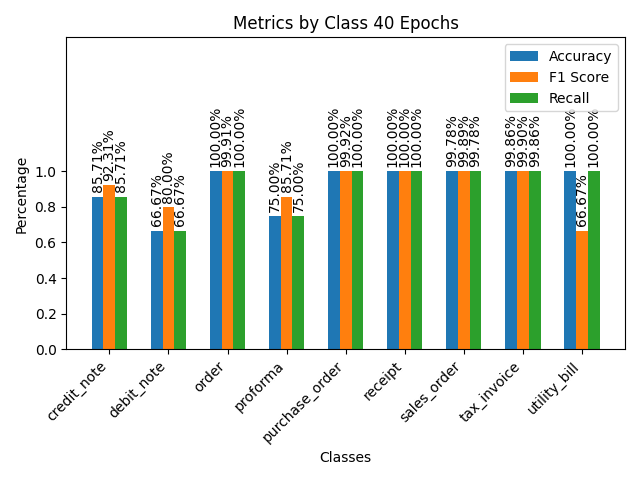 Metrics by Class 40 Epochs
Accuracy
F1 Score
Recall
Percentage
1.0
0.8
0.6
0.4
0.2
0.0
85.71%
92.31%
85.71%
66.67%
80.00%
66.67%
100.00%
99.91%
100.00%
75.00%
85.71%
75.00%
100.00%
99.92%
100.00%
100.00%
100.00%
100.00%
99.78%
99.89%
99.78%
99.86%
99.90%
99.86%
100.00%
66.67%
100.00%
credit_note
debit_note
order
proforma
purchase_order
receipt
sales_order
tax_invoice
utility_bill
Classes